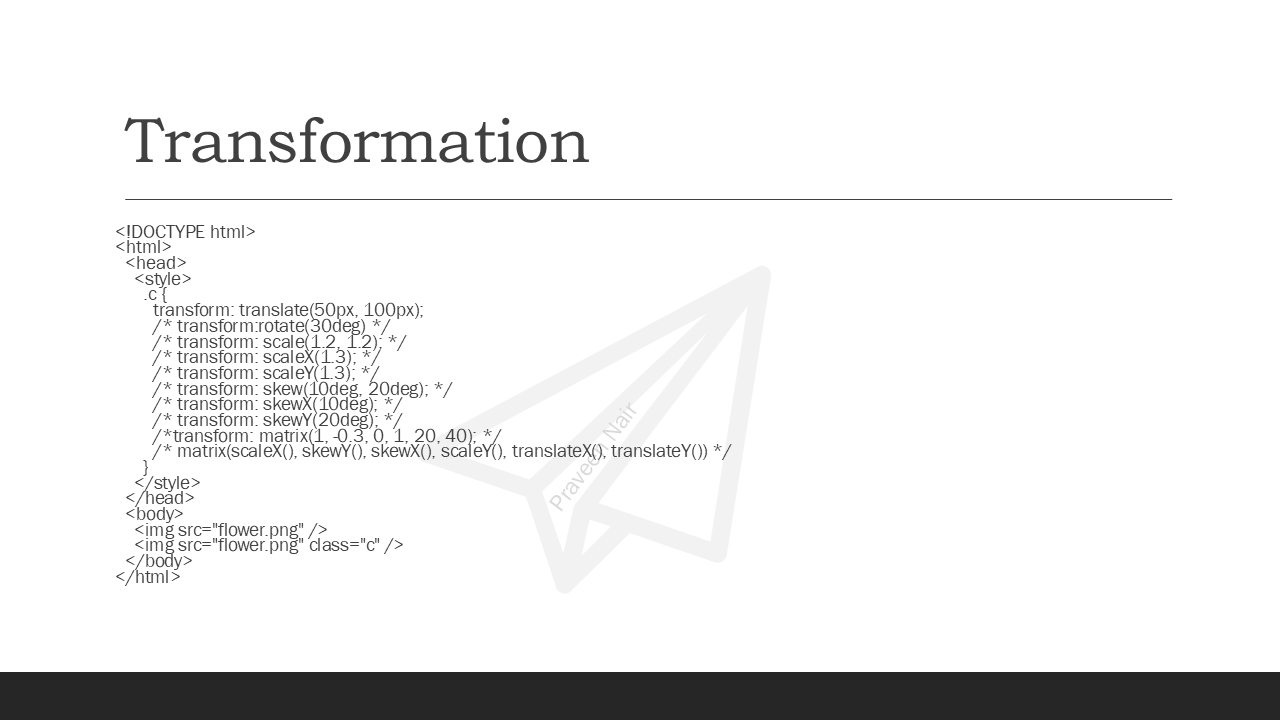 Transformation
<!DOCTYPE html>
<html>
  <head>
    <style>
      .c {
        transform: translate(50px, 100px);
        /* transform:rotate(30deg) */
        /* transform: scale(1.2, 1.2); */
        /* transform: scaleX(1.3); */
        /* transform: scaleY(1.3); */
        /* transform: skew(10deg, 20deg); */
        /* transform: skewX(10deg); */
        /* transform: skewY(20deg); */
        /*transform: matrix(1, -0.3, 0, 1, 20, 40); */
        /* matrix(scaleX(), skewY(), skewX(), scaleY(), translateX(), translateY()) */
      }
    </style>
  </head>
  <body>
    <img src="flower.png" />
    <img src="flower.png" class="c" />
  </body>
</html>
Praveen Nair